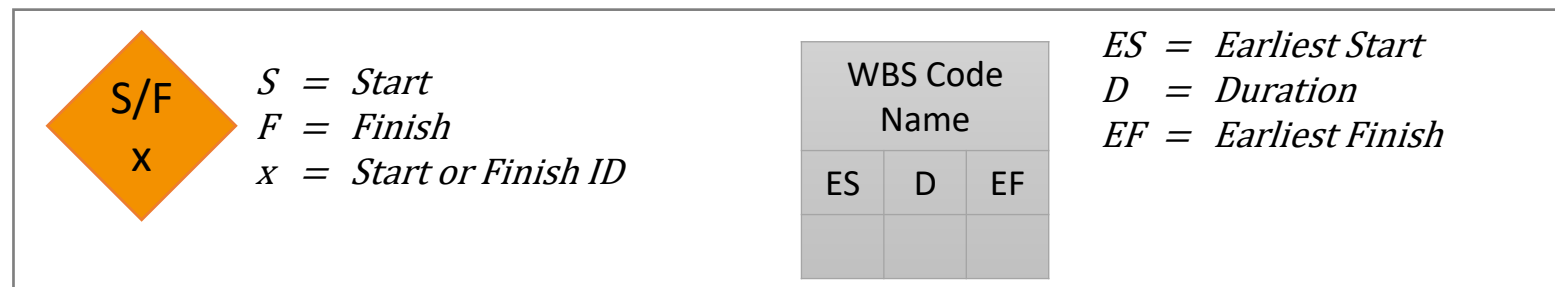 S/F
x
S = Start
F = Finish
x = Start or Finish ID
WBS Code
Name
ES D EF
ES = Earliest Start
D = Duration
EF = Earliest Finish